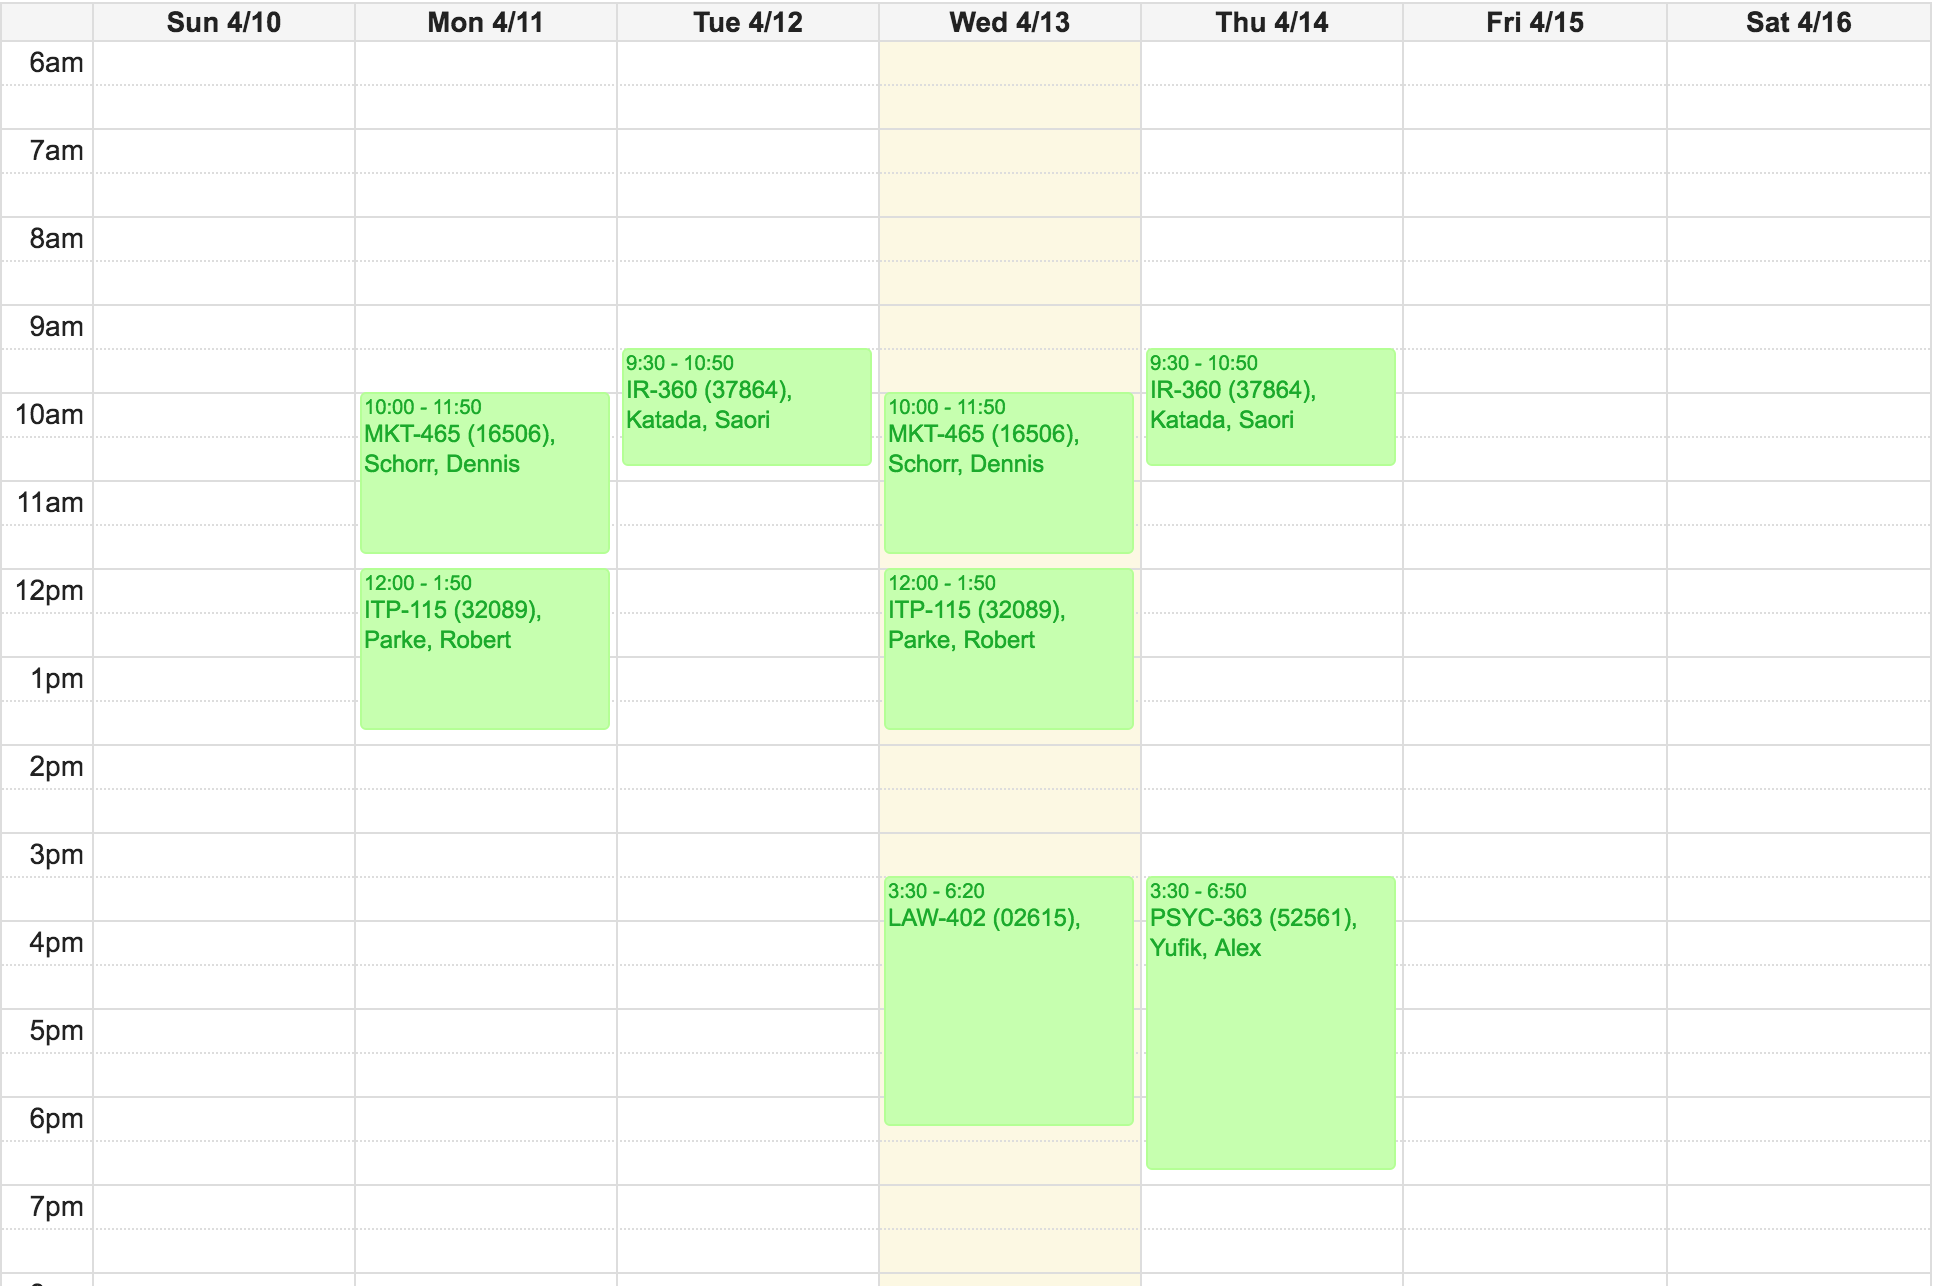 Sun 4/10 Mon 4/11 Tue 4/12 Wed 4/13 Thu 4/14 Fri 4/15 Sat 4/16
6am
7am
8am
9am
9:30 - 10:50
IR-360 (37864),
Katada, Saori
9:30 - 10:50
IR-360 (37864),
Katada, Saori
10am
10:00 - 11:50
MKT-465 (16506),
Schorr, Dennis
10:00 - 11:50
MKT-465 (16506),
Schorr, Dennis
11am
12pm
12:00 - 1:50
ITP-115 (32089),
Parke, Robert
12:00 - 1:50
ITP-115 (32089),
Parke, Robert
1pm
2pm
3pm
3:30 - 6:20
LAW-402 (02615),
3:30 - 6:50
PSYC-363 (52561),
Yufik, Alex
4pm
5pm
6pm
7pm